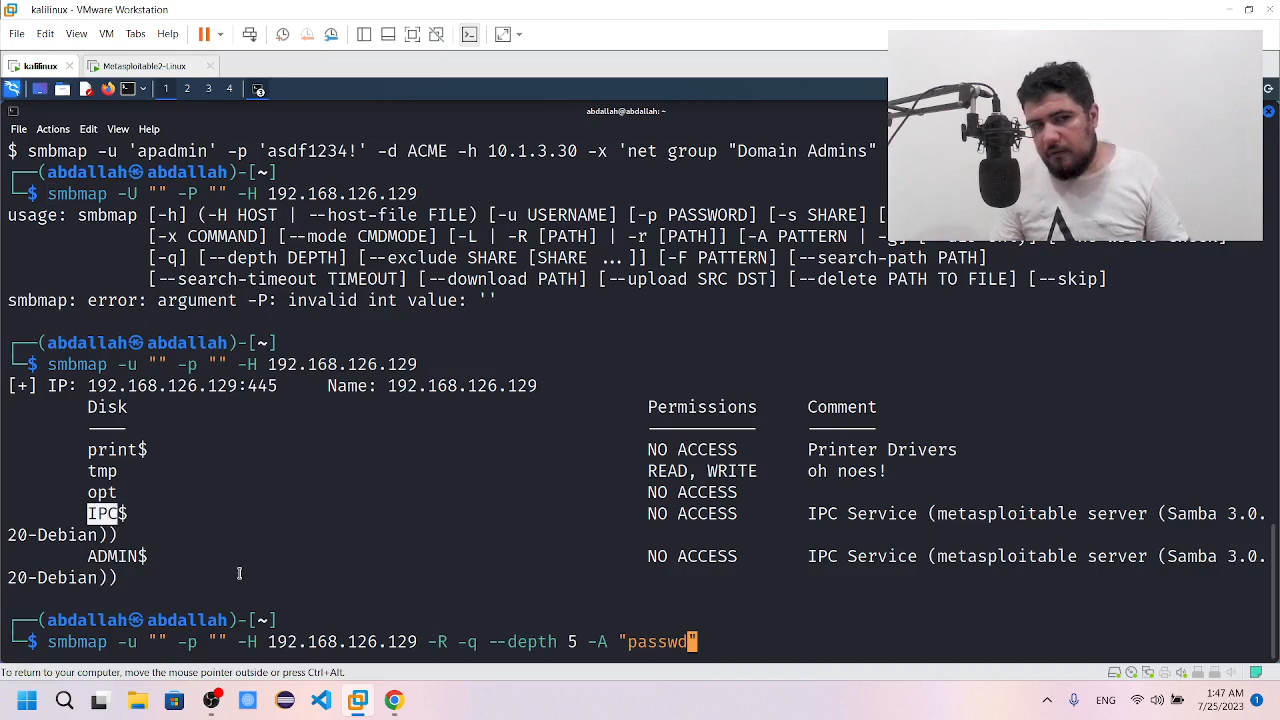 kalilinux - VMware Workstation
File Edit View VM Tabs Help
kalilinux Metasploitable2-Linux
1 2 3 4
abdallah@abdallah: ~
File Actions Edit View Help
$ smbmap -u 'apadmin' -p 'asdf1234!' -d ACME -h 10.1.3.30 -x 'net group "Domain Admins"
┌──(abdallah㉿abdallah)-[~]
└─$ smbmap -U "" -P "" -H 192.168.126.129
usage: smbmap [-h] (-H HOST | --host-file FILE) [-u USERNAME] [-p PASSWORD] [-s SHARE] [
[-x COMMAND] [--mode CMDMODE] [-L | -R [PATH] | -r [PATH]] [-A PATTERN |
[-q] [--depth DEPTH] [--exclude SHARE [SHARE ...]] [-F PATTERN] [--search-path PATH]
[--search-timeout TIMEOUT] [--download PATH] [--upload SRC DST] [--delete PATH TO FILE] [--skip]
smbmap: error: argument -P: invalid int value: ''
┌──(abdallah㉿abdallah)-[~]
└─$ smbmap -u "" -p "" -H 192.168.126.129
[+] IP: 192.168.126.129:445 Name: 192.168.126.129
Disk Permissions Comment
print$ NO ACCESS Printer Drivers
tmp READ, WRITE oh noes!
opt NO ACCESS
IPC$ NO ACCESS IPC Service (metasploitable server (Samba 3.0.
20-Debian))
ADMIN$ NO ACCESS IPC Service (metasploitable server (Samba 3.0.
20-Debian))
┌──(abdallah㉿abdallah)-[~]
└─$ smbmap -u "" -p "" -H 192.168.126.129 -R -q --depth 5 -A "passwd"
To return to your computer, move the mouse pointer outside or press Ctrl+Alt.
ENG 1:47 AM
7/25/2023